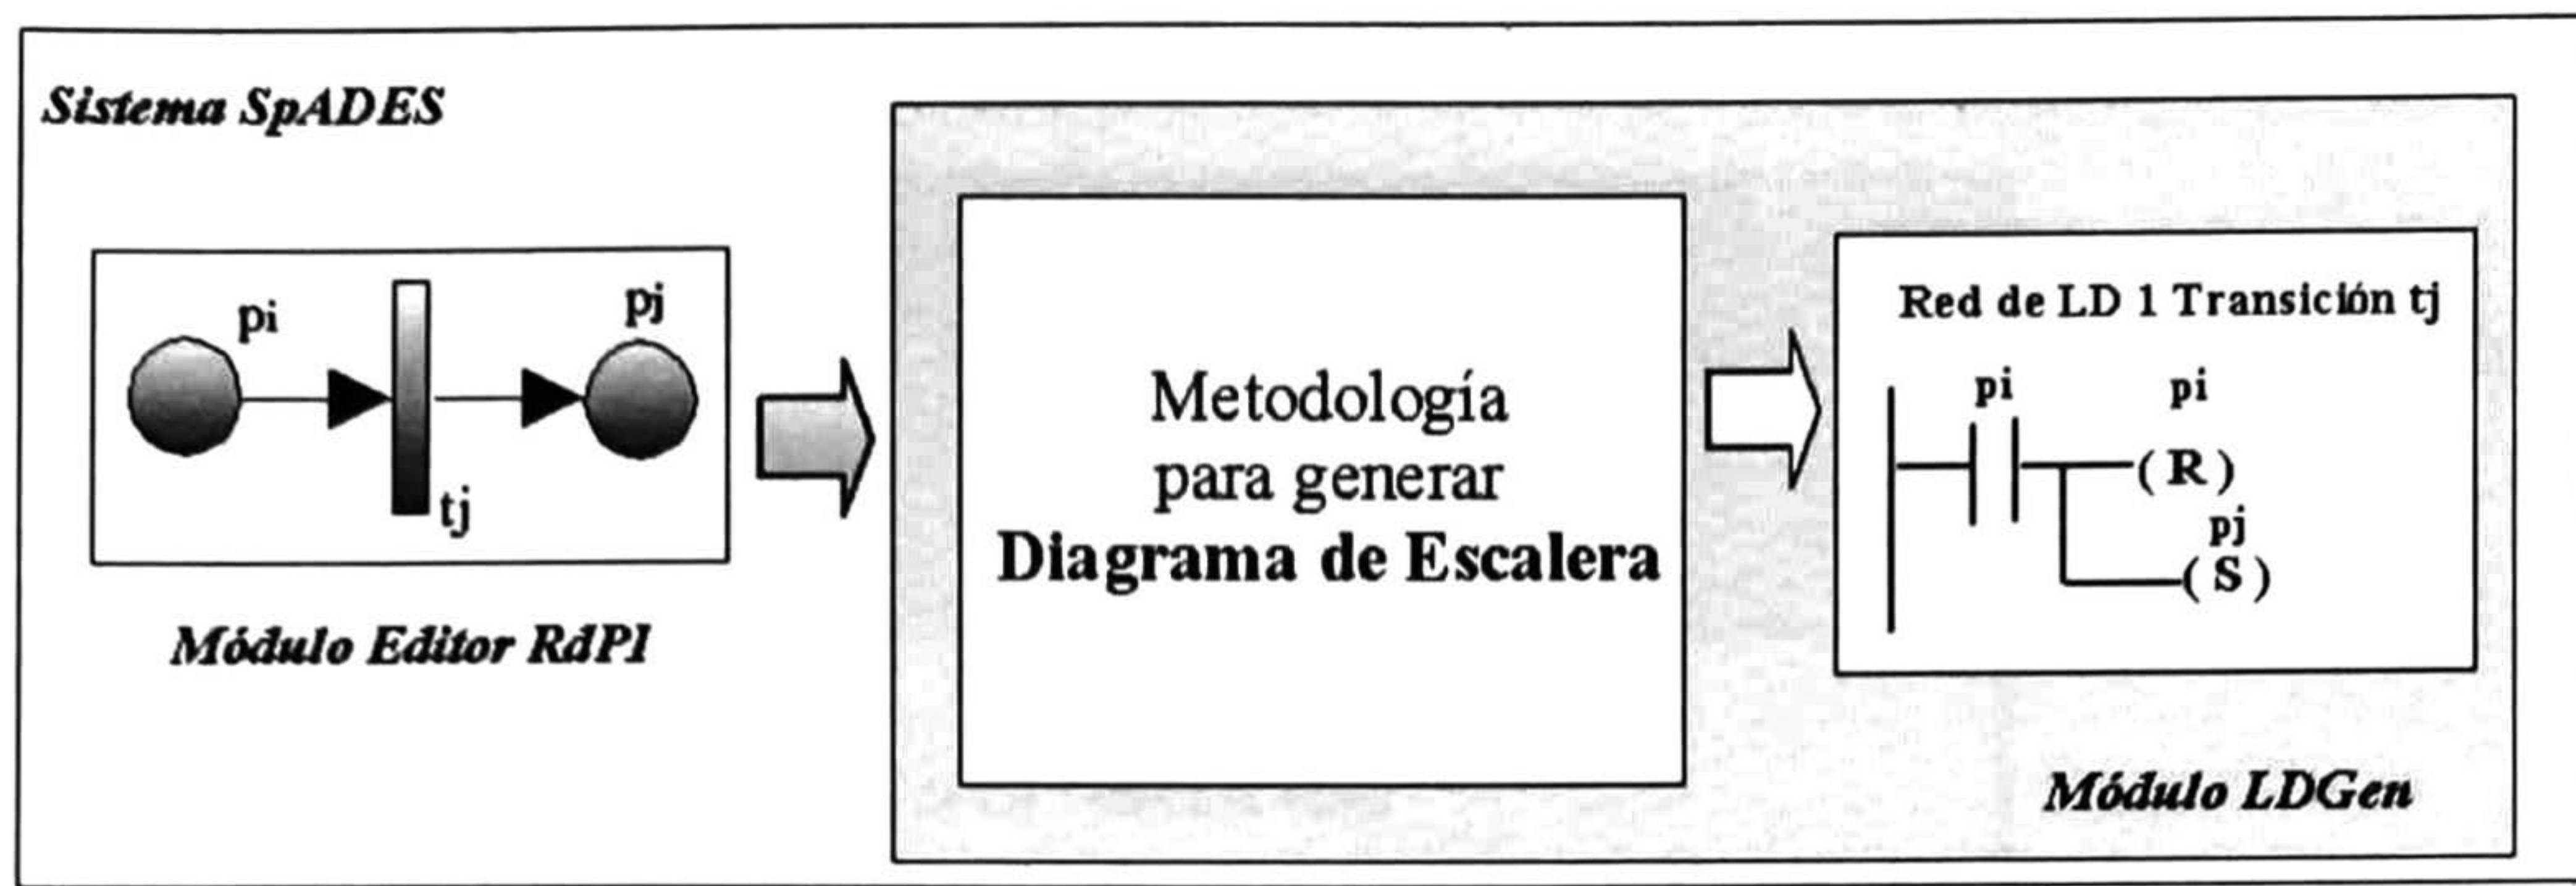 Sistema SpADES
pi
pj
tj
Módulo Editor RdPI
Metodología
para generar
Diagrama de Escalera
Red de LD 1 Transición tj
pi
pi
( R )
pj
( S )
Módulo LDGen